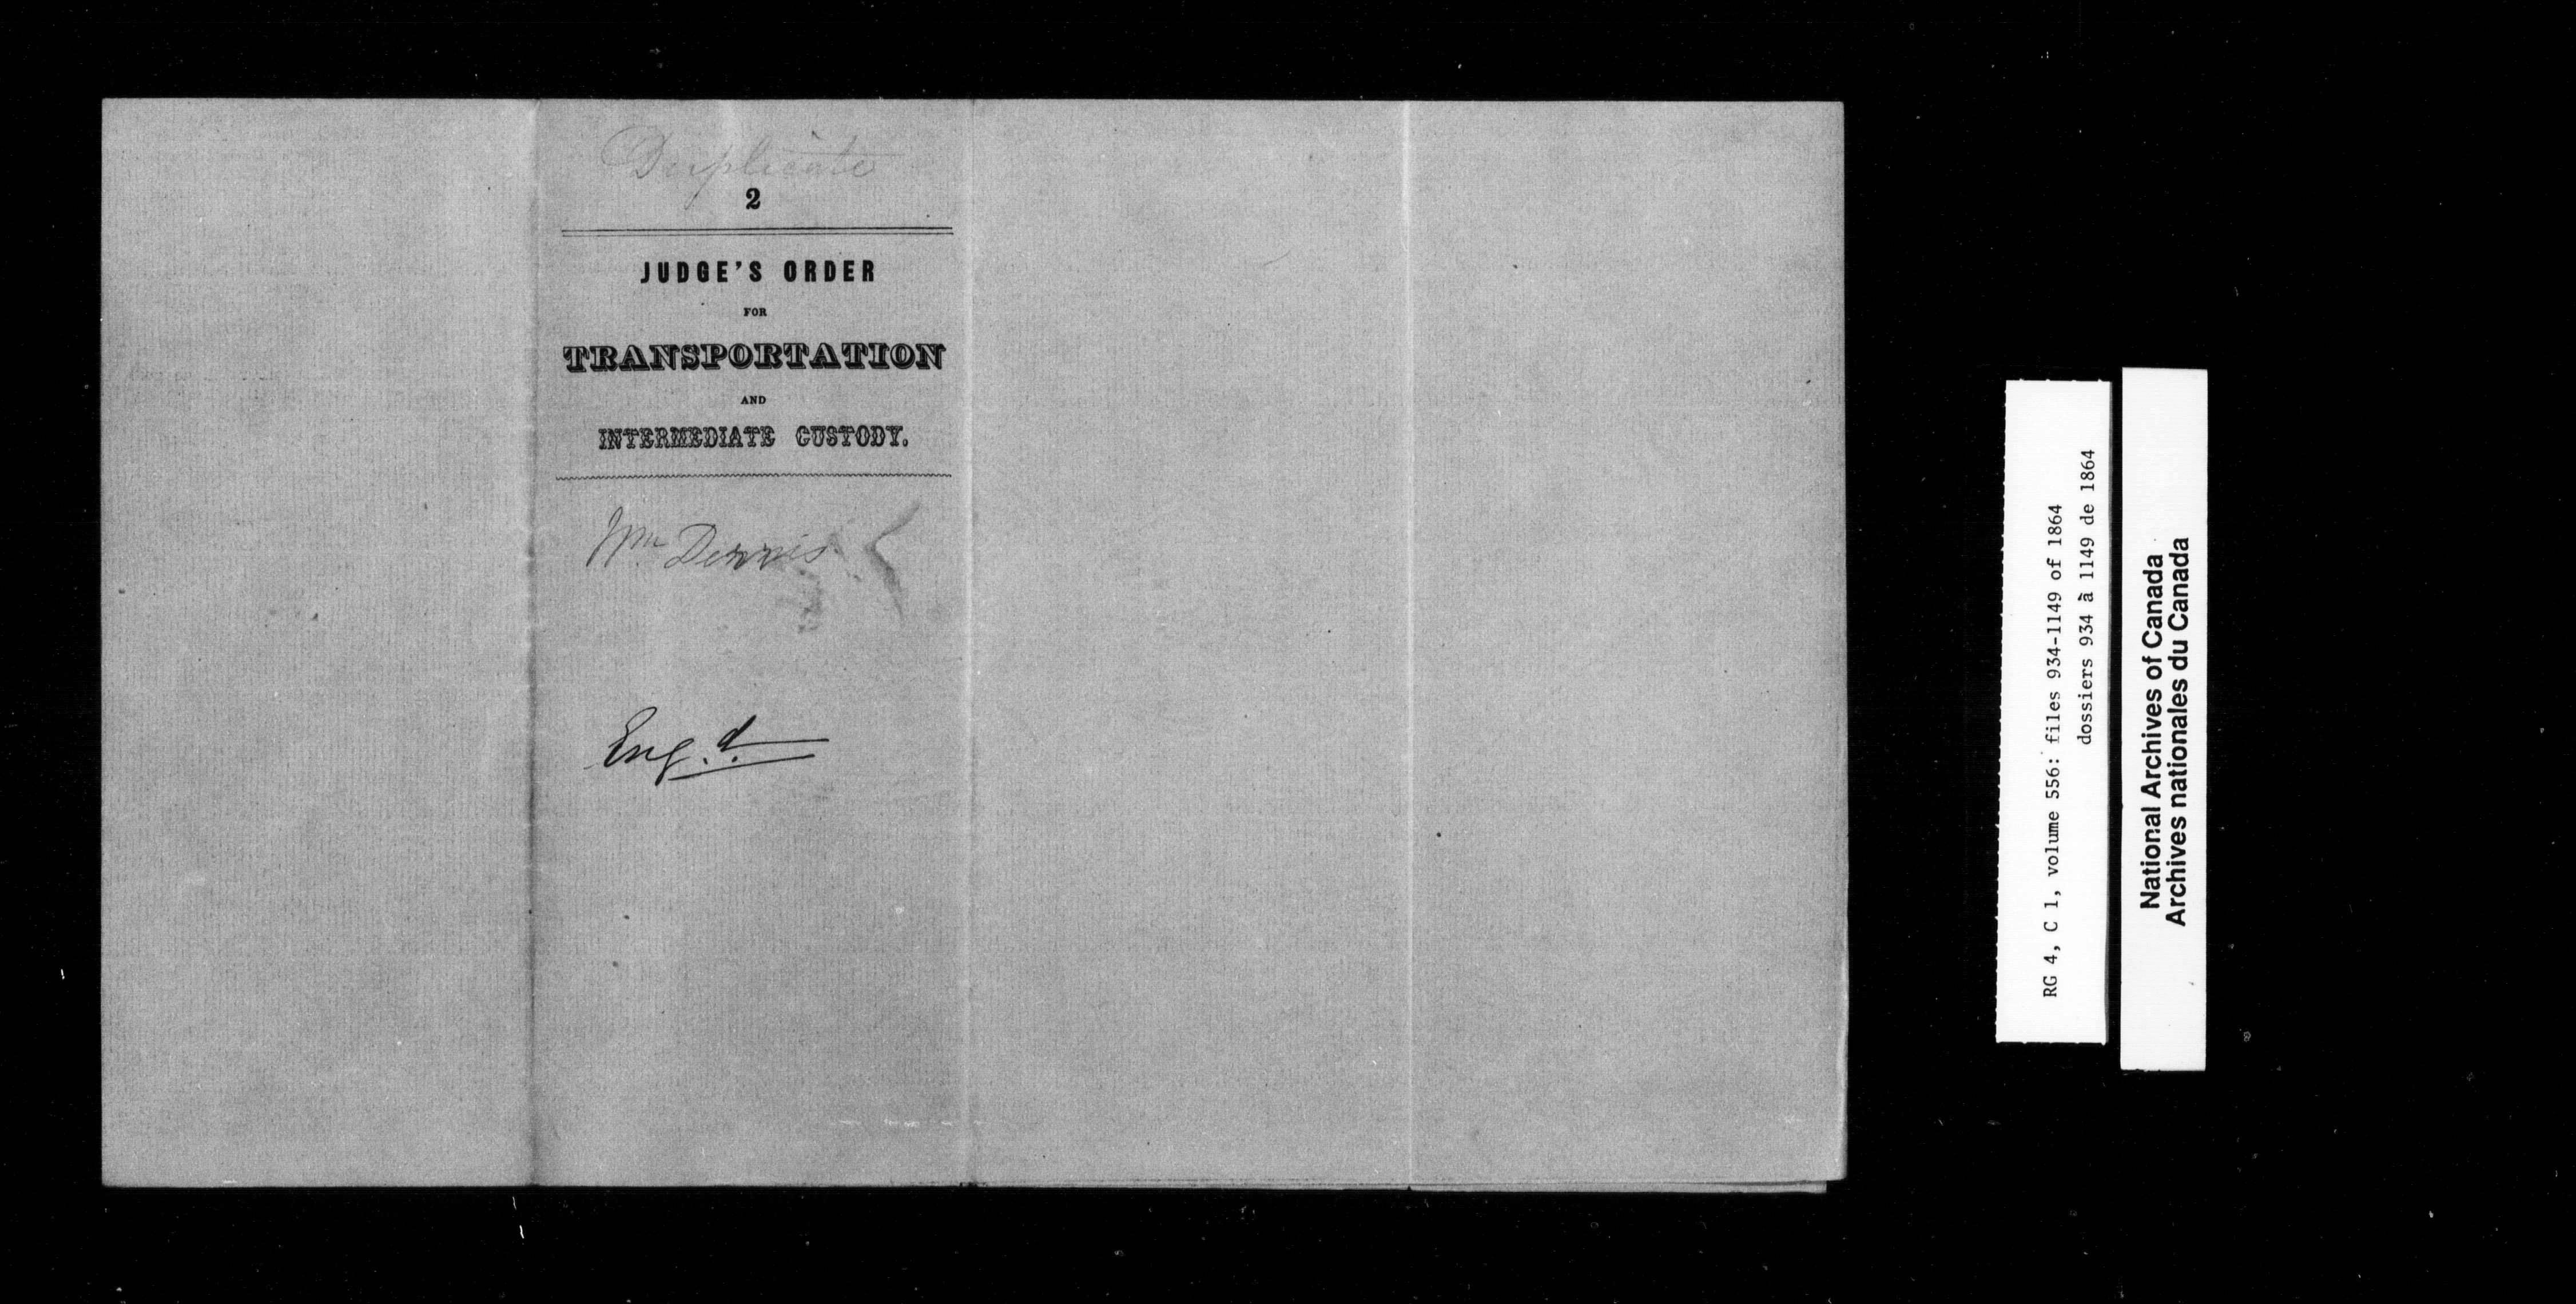 Duplicate
2
JUDGE'S ORDER
FOR
TRANSPORTATION
AND
INTERMEDIATE CUSTODY.
Wm Dennis
Eng.d
RG 4, C 1, volume 556: files 934-1149 of 1864
dossiers 934 à 1149 de 1864
National Archives of Canada
Archives nationales du Canada